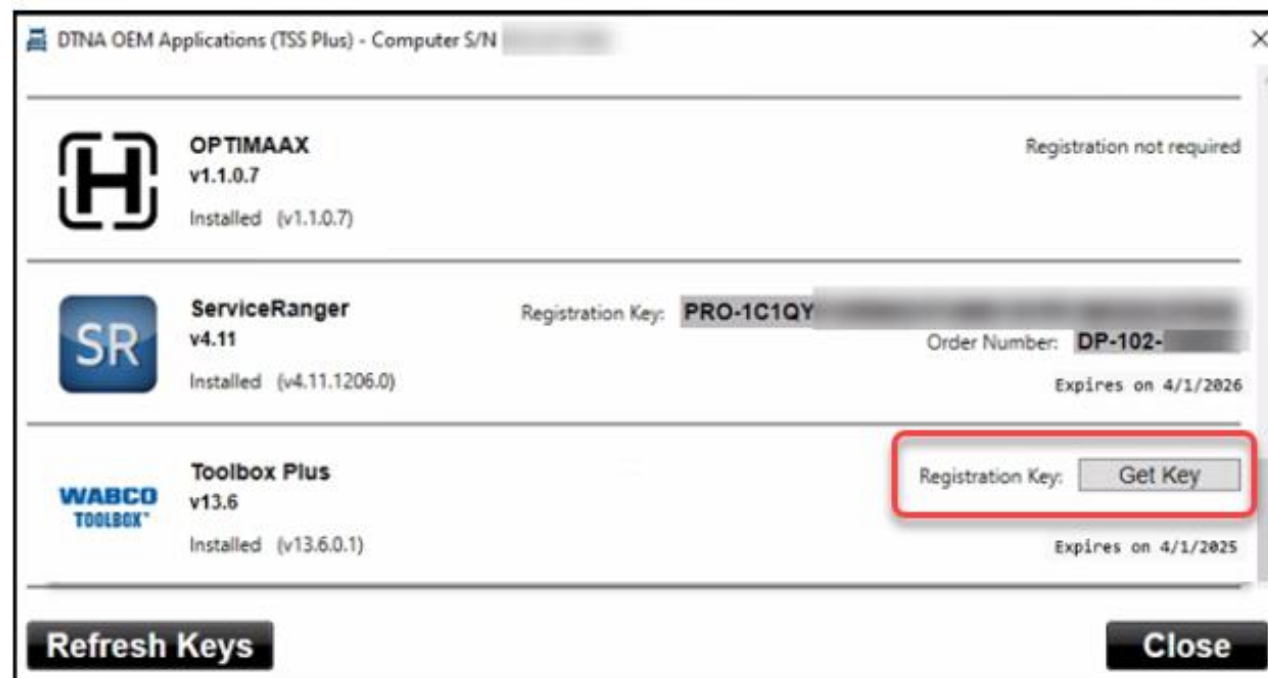 DTNA OEM Applications (TSS Plus) - Computer S/N
H
OPTIMAAX
Registration not required
v1.1.0.7
Installed (v1.1.0.7)
SR
ServiceRanger
Registration Key: PRO-1C1QY
v4.11
Order Number: DP-102-
Installed (v4.11.1206.0)
Expires on 4/1/2026
WABCO
TOOLBOX
Toolbox Plus
Registration Key: Get Key
v13.6
Installed (v13.6.0.1)
Expires on 4/1/2025
Refresh Keys
Close